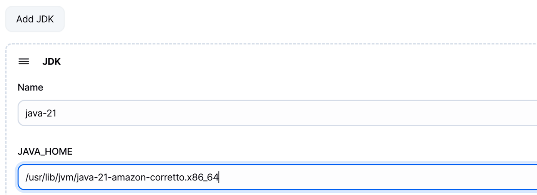 Add JDK
JDK
Name
java-21
JAVA_HOME
/usr/lib/jvm/java-21-amazon-corretto.x86_64